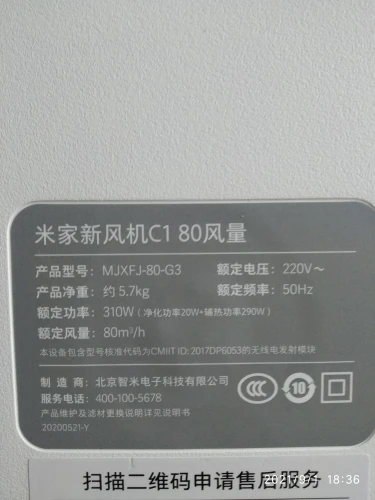 米家新风机C1 80风量
产品型号：MJXFJ-80-G3 额定电压：220V～
产品净重：约 5.7kg 额定频率：50Hz
额定功率：310W（净化功率20W+辅热功率290W）
额定风量：80m³/h
本设备包含型号核准代码为CMIIT ID: 2017DP6053的无线电发射模块
制 造 商：北京智米电子科技有限公司
服务电话：400-100-5678
产品维护及滤材更换说明详见说明书
20200521-Y
CCC
10
扫描二维码申请售后服务
18:36